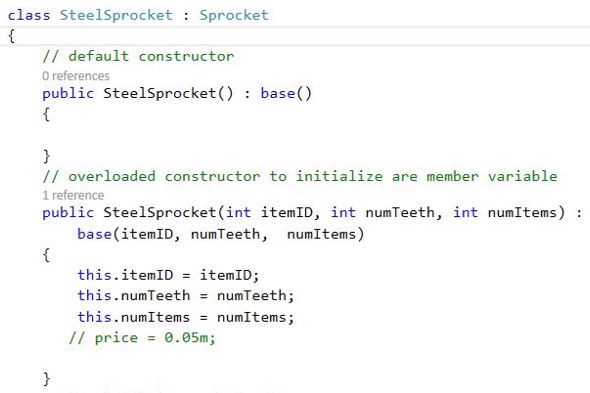 class SteelSprocket : Sprocket
{
// default constructor
0 references
public SteelSprocket() : base()
{
}
// overloaded constructor to initialize are member variable
1 reference
public SteelSprocket(int itemID, int numTeeth, int numItems) :
base(itemID, numTeeth,  numItems)
{
this.itemID = itemID;
this.numTeeth = numTeeth;
this.numItems = numItems;
// price = 0.05m;
}